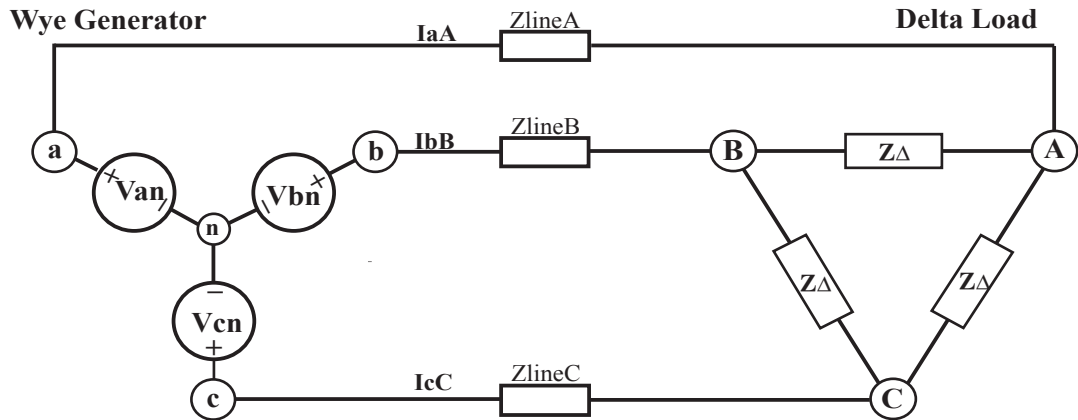 Wye Generator
Delta Load
ZlineA
IaA
a
b
IbB
ZlineB
B
ZΔ
A
+
Van
−
Vbn
+
−
n
ZΔ
ZΔ
−
Vcn
+
c
IcC
ZlineC
C